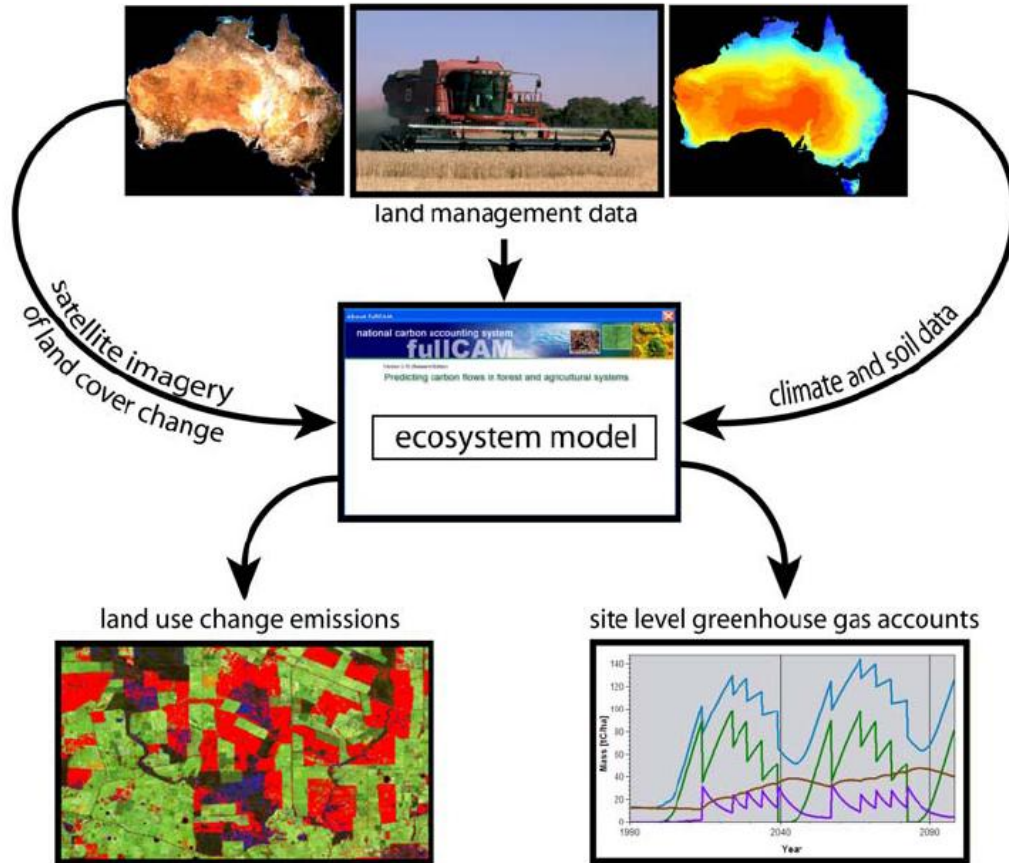 land management data
satellite imagery
of land cover change
climate and soil data
about fullCAM
national carbon accounting system
fullCAM
Predicting carbon flows in forest and agricultural systems
ecosystem model
land use change emissions
site level greenhouse gas accounts
Mass [tC/ha]
140
120
100
80
60
40
20
0
1990
2040
2090
Year